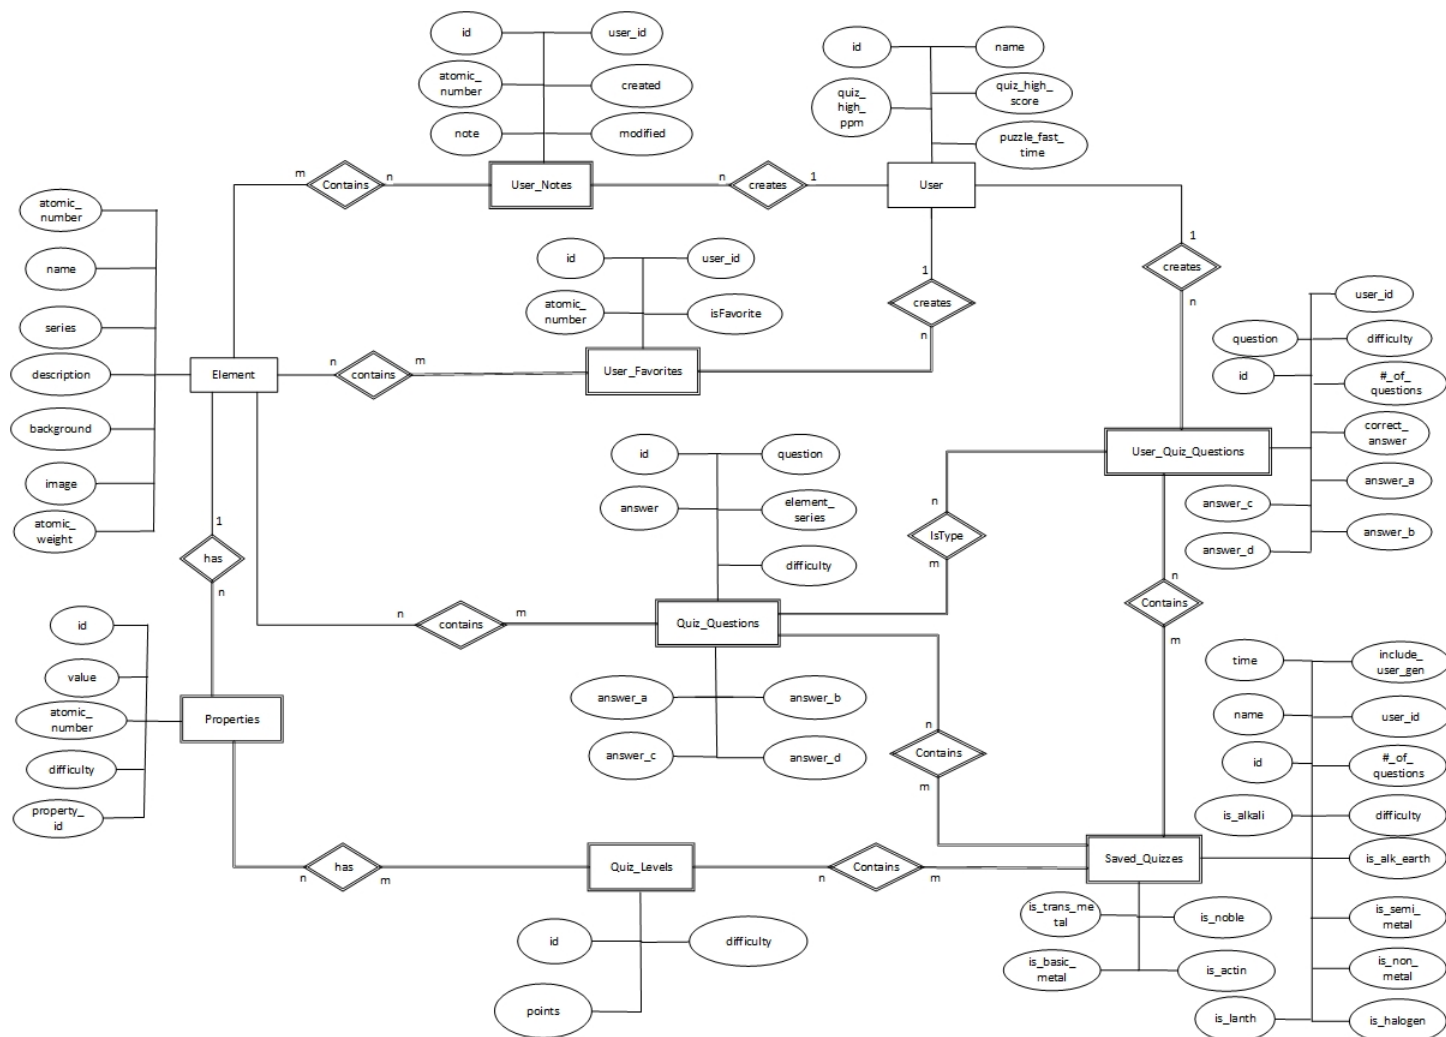 id
user_id
atomic_
number
created
note
modified
User_Notes
id
name
quiz_
high_
ppm
quiz_high_
score
puzzle_fast_
time
User
m
Contains
n
n
creates
1
atomic_
number
name
series
description
background
image
atomic_
weight
Element
id
user_id
atomic_
number
isFavorite
User_Favorites
n
contains
m
1
creates
n
1
creates
n
user_id
question
difficulty
id
#_of_
questions
correct_
answer
answer_a
answer_c
answer_b
answer_d
User_Quiz_Questions
id
question
answer
element_
series
difficulty
Quiz_Questions
answer_a
answer_b
answer_c
answer_d
n
IsType
m
n
Contains
m
1
has
n
n
contains
m
n
Contains
m
id
value
atomic_
number
difficulty
property_
id
Properties
n
has
m
Quiz_Levels
id
difficulty
points
n
Contains
m
Saved_Quizzes
time
include_
user_gen
name
user_id
id
#_of_
questions
is_alkali
difficulty
is_alk_earth
is_trans_me
tal
is_noble
is_semi_
metal
is_basic_
metal
is_actin
is_non_
metal
is_lanth
is_halogen